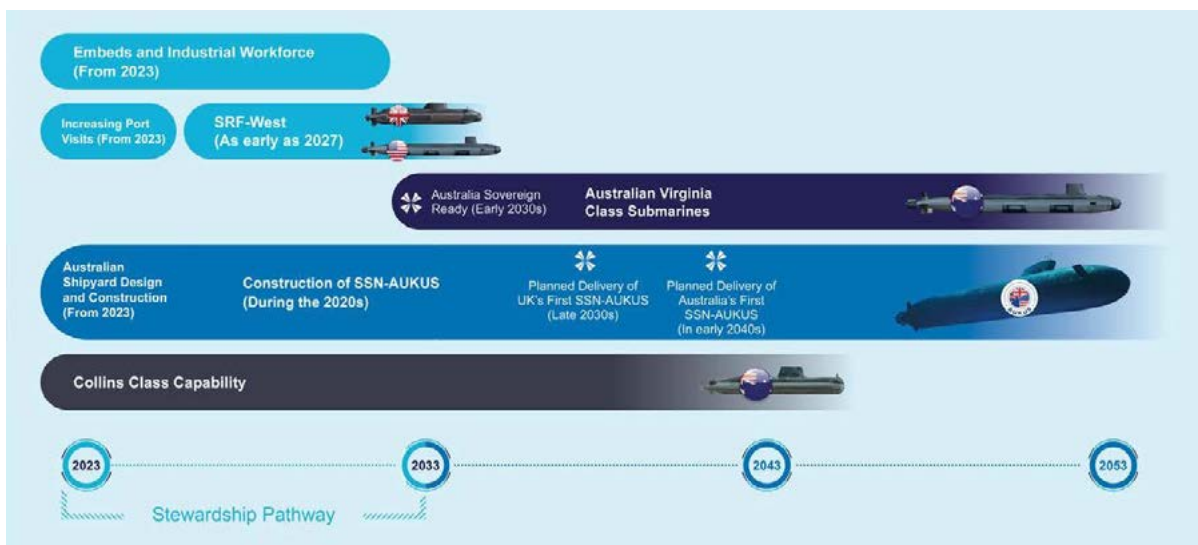 Embeds and Industrial Workforce
(From 2023)
Increasing Port
Visits (From 2023)
SRF-West
(As early as 2027)
Australia Sovereign
Ready (Early 2030s)
Australian Virginia
Class Submarines
Australian
Shipyard Design
and Construction
(From 2023)
Construction of SSN-AUKUS
(During the 2020s)
Planned Delivery of
UK's First SSN-AUKUS
(Late 2030s)
Planned Delivery of
Australia's First
SSN-AUKUS
(In early 2040s)
AUKUS
Collins Class Capability
2023
2033
2043
2053
Stewardship Pathway